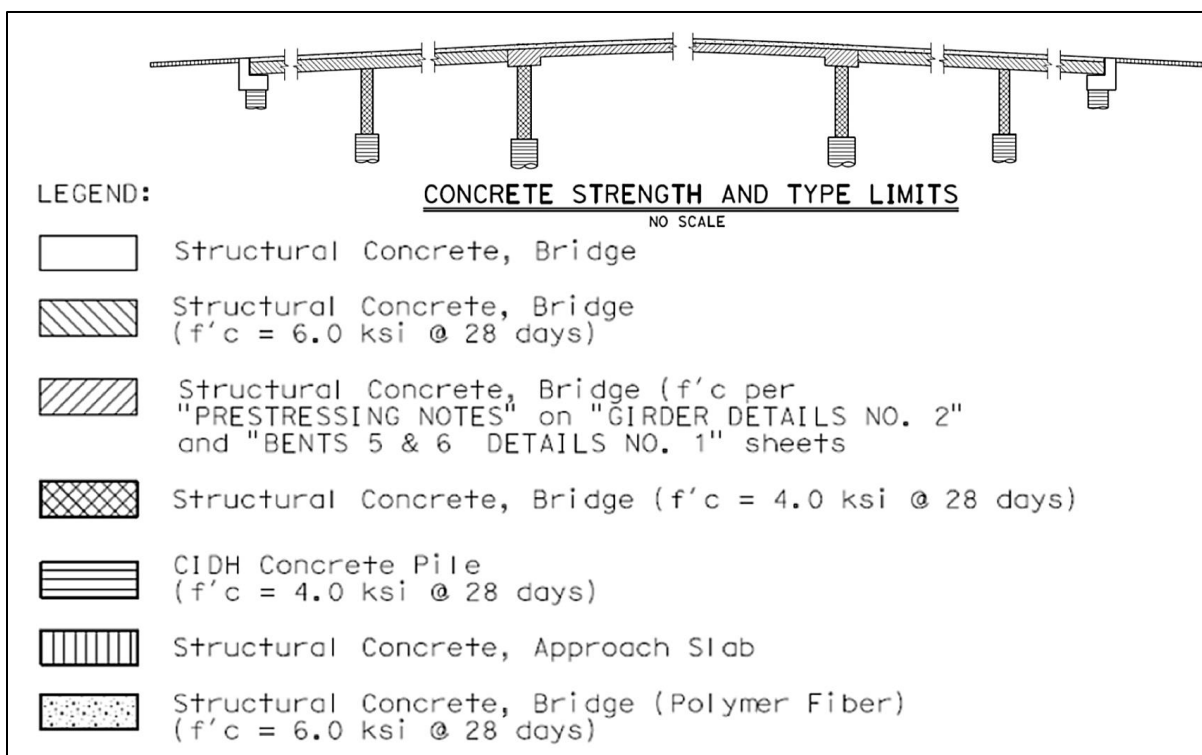 LEGEND:
CONCRETE STRENGTH AND TYPE LIMITS
NO SCALE
Structural Concrete, Bridge
Structural Concrete, Bridge
(f'c = 6.0 ksi @ 28 days)
Structural Concrete, Bridge (f'c per
"PRESTRESSING NOTES" on "GIRDER DETAILS NO. 2"
and "BENTS 5 & 6 DETAILS NO. 1" sheets
Structural Concrete, Bridge (f'c = 4.0 ksi @ 28 days)
CIDH Concrete Pile
(f'c = 4.0 ksi @ 28 days)
Structural Concrete, Approach Slab
Structural Concrete, Bridge (Polymer Fiber)
(f'c = 6.0 ksi @ 28 days)